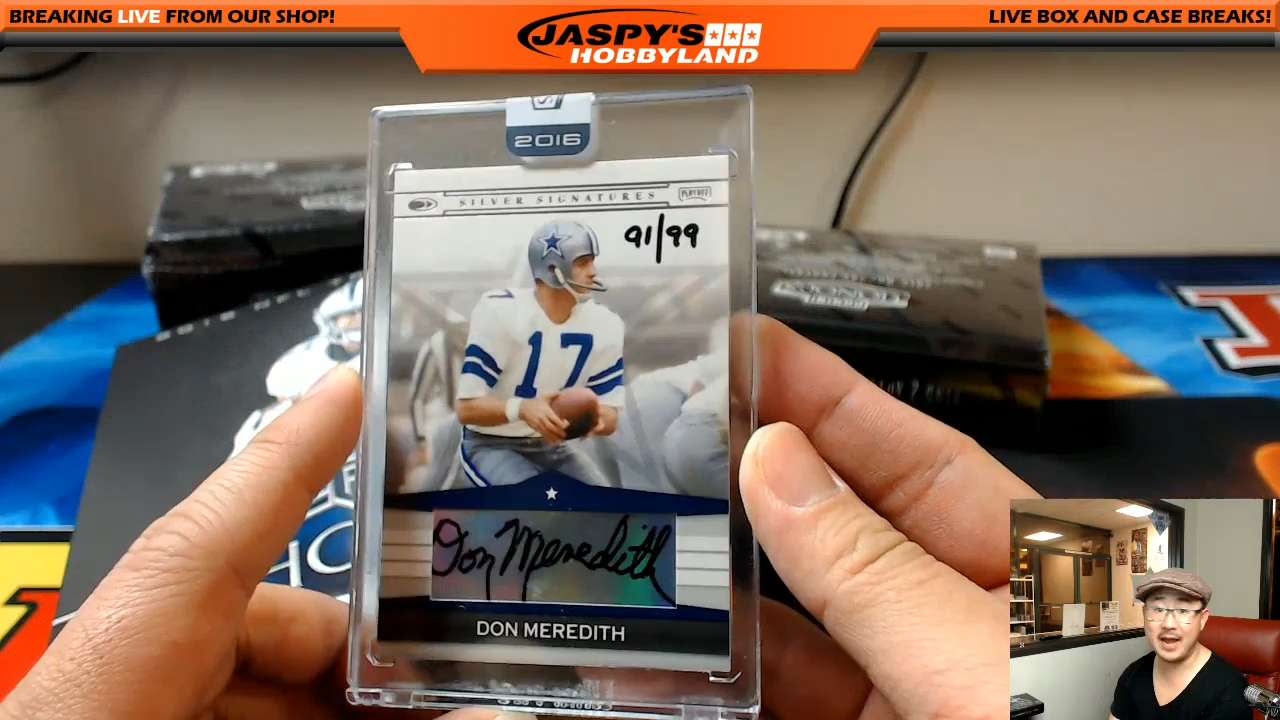 BREAKING LIVE FROM OUR SHOP!
JASPY'S
HOBBYLAND
LIVE BOX AND CASE BREAKS!
2016
SILVER SIGNATURES
PLAYOFF
91/99
17
17
Don Meredith
DON MEREDITH